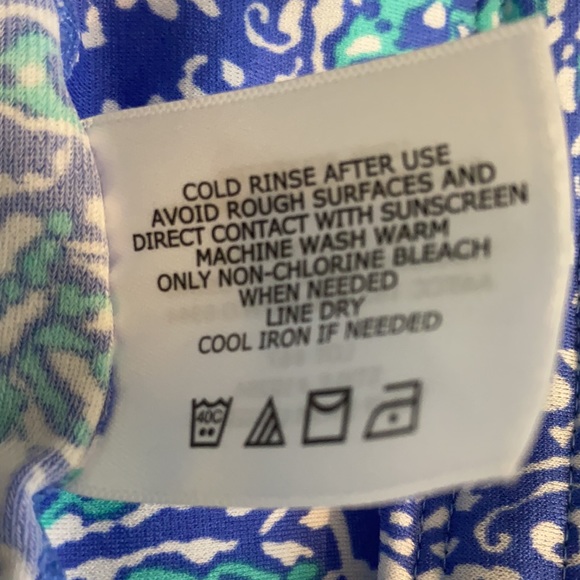 COLD RINSE AFTER USE
AVOID ROUGH SURFACES AND
DIRECT CONTACT WITH SUNSCREEN
MACHINE WASH WARM
ONLY NON-CHLORINE BLEACH
WHEN NEEDED
LINE DRY
COOL IRON IF NEEDED
40C